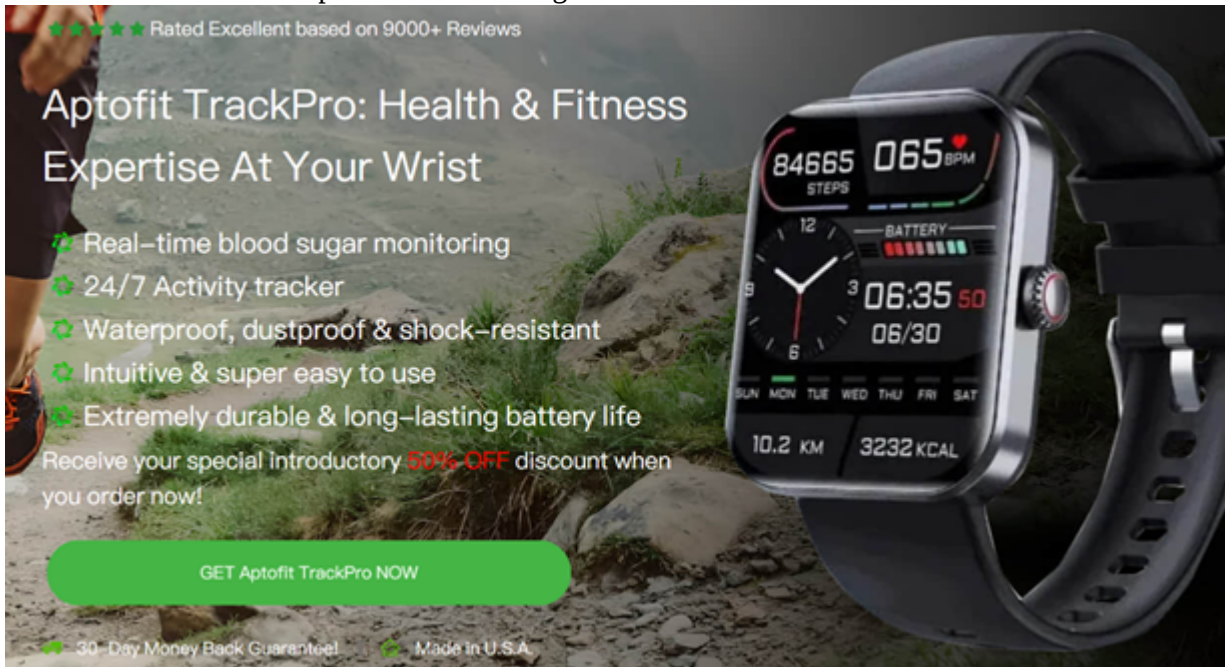 ★★★★★ Rated Excellent based on 9000+ Reviews
Aptofit TrackPro: Health & Fitness
Expertise At Your Wrist
Real-time blood sugar monitoring
24/7 Activity tracker
Waterproof, dustproof & shock-resistant
Intuitive & super easy to use
Extremely durable & long-lasting battery life
Receive your special introductory 50% OFF discount when
you order now!
GET Aptofit TrackPro NOW
30-Day Money Back Guarantee! Made in U.S.A.
84665 065 BPM
STEPS
BATTERY
12
3
6
9
06:35 50
06/30
SUN MON TUE WED THU FRI SAT
10.2 KM 3232 KCAL